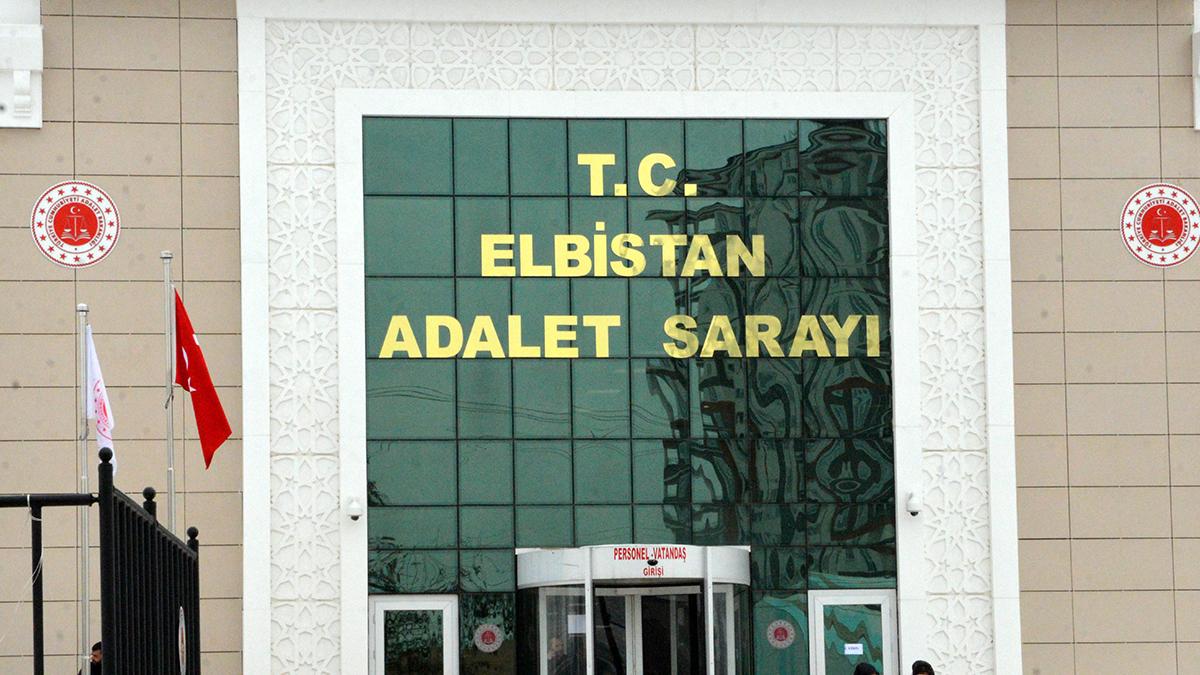 T.C.
ELBİSTAN
ADALET SARAYI
PERSONEL-VATANDAŞ
GİRİŞİ